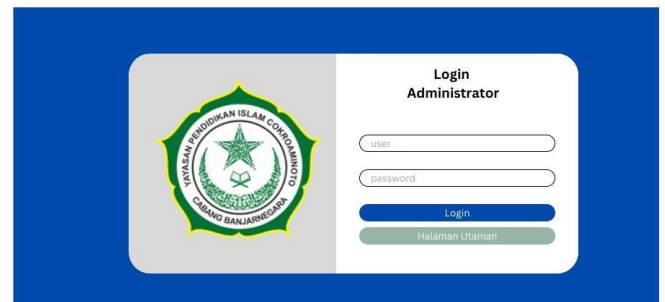 YAYASAN PENDIDIKAN ISLAM COKROAMINOTO
CABANG BANJARNEGARA
Login
Administrator
user
password
Login
Halaman Utaman